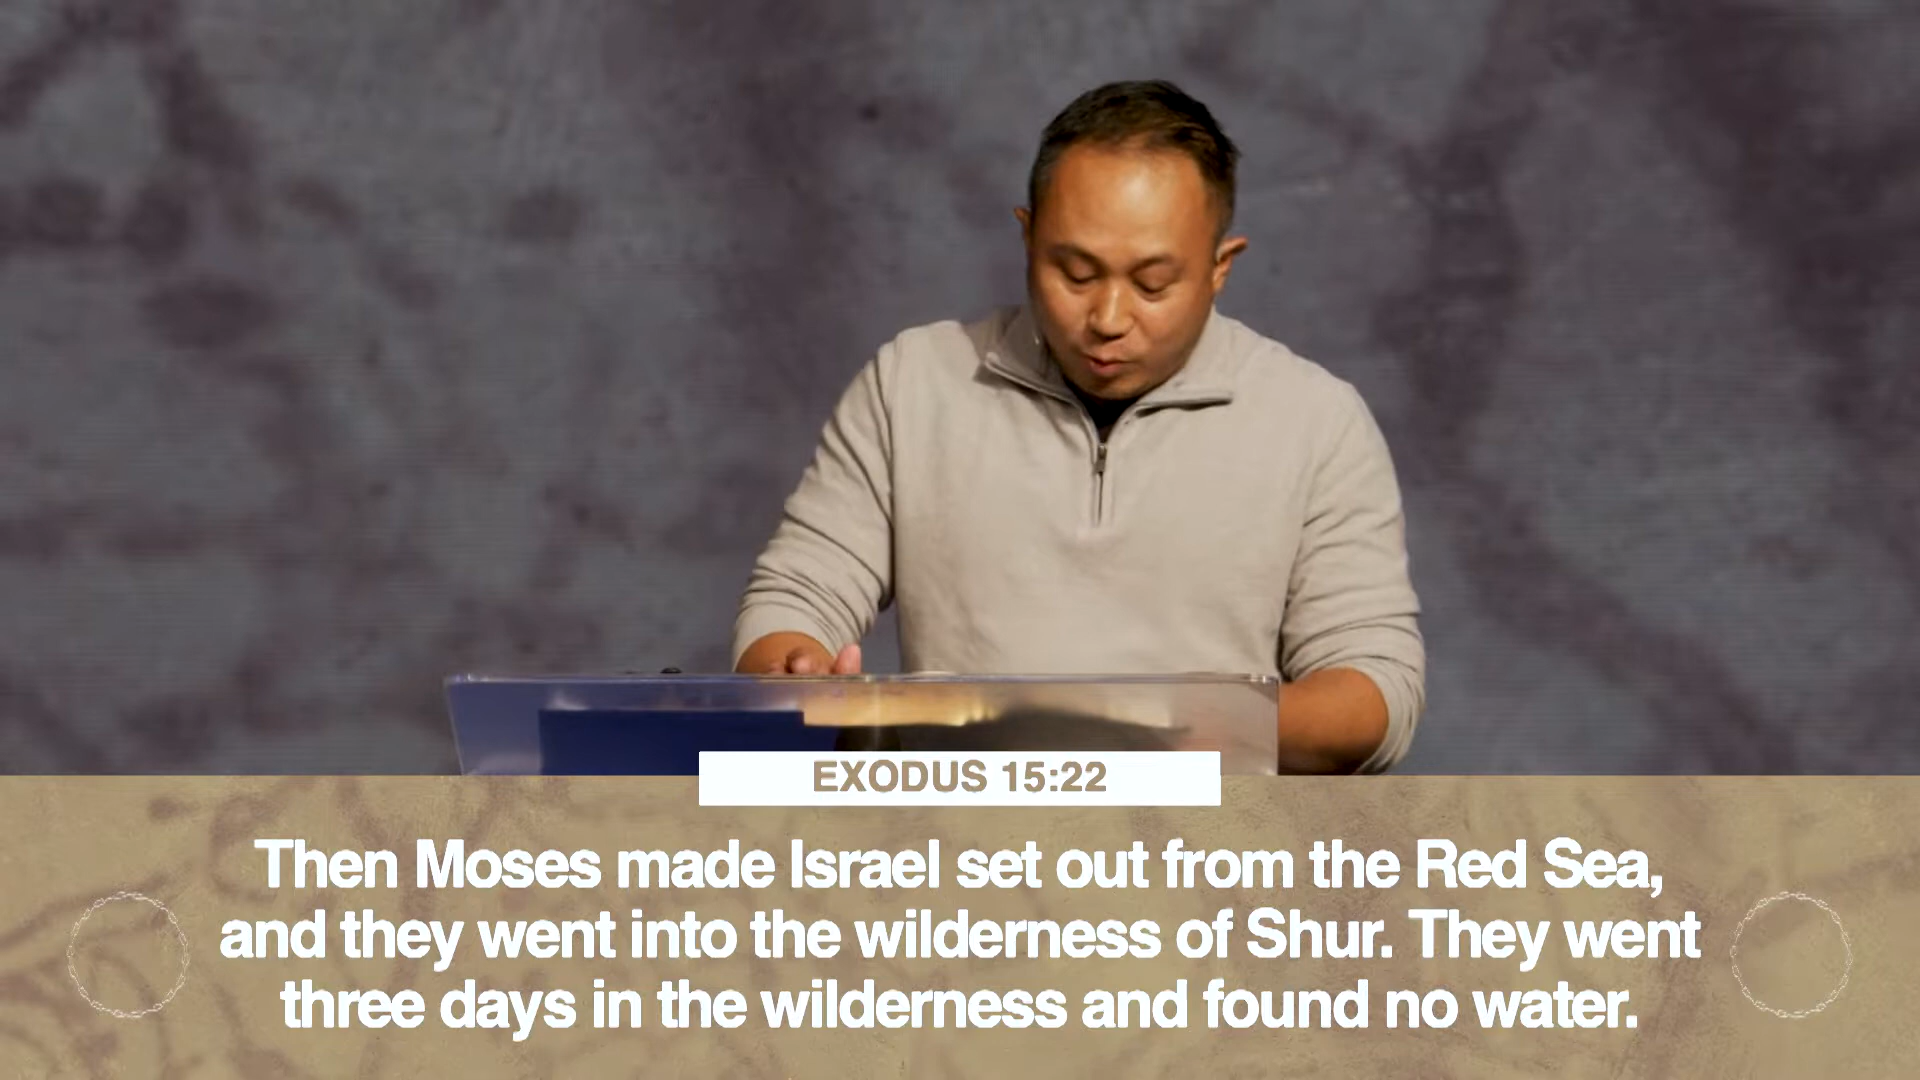 EXODUS 15:22
Then Moses made Israel set out from the Red Sea,
and they went into the wilderness of Shur. They went
three days in the wilderness and found no water.